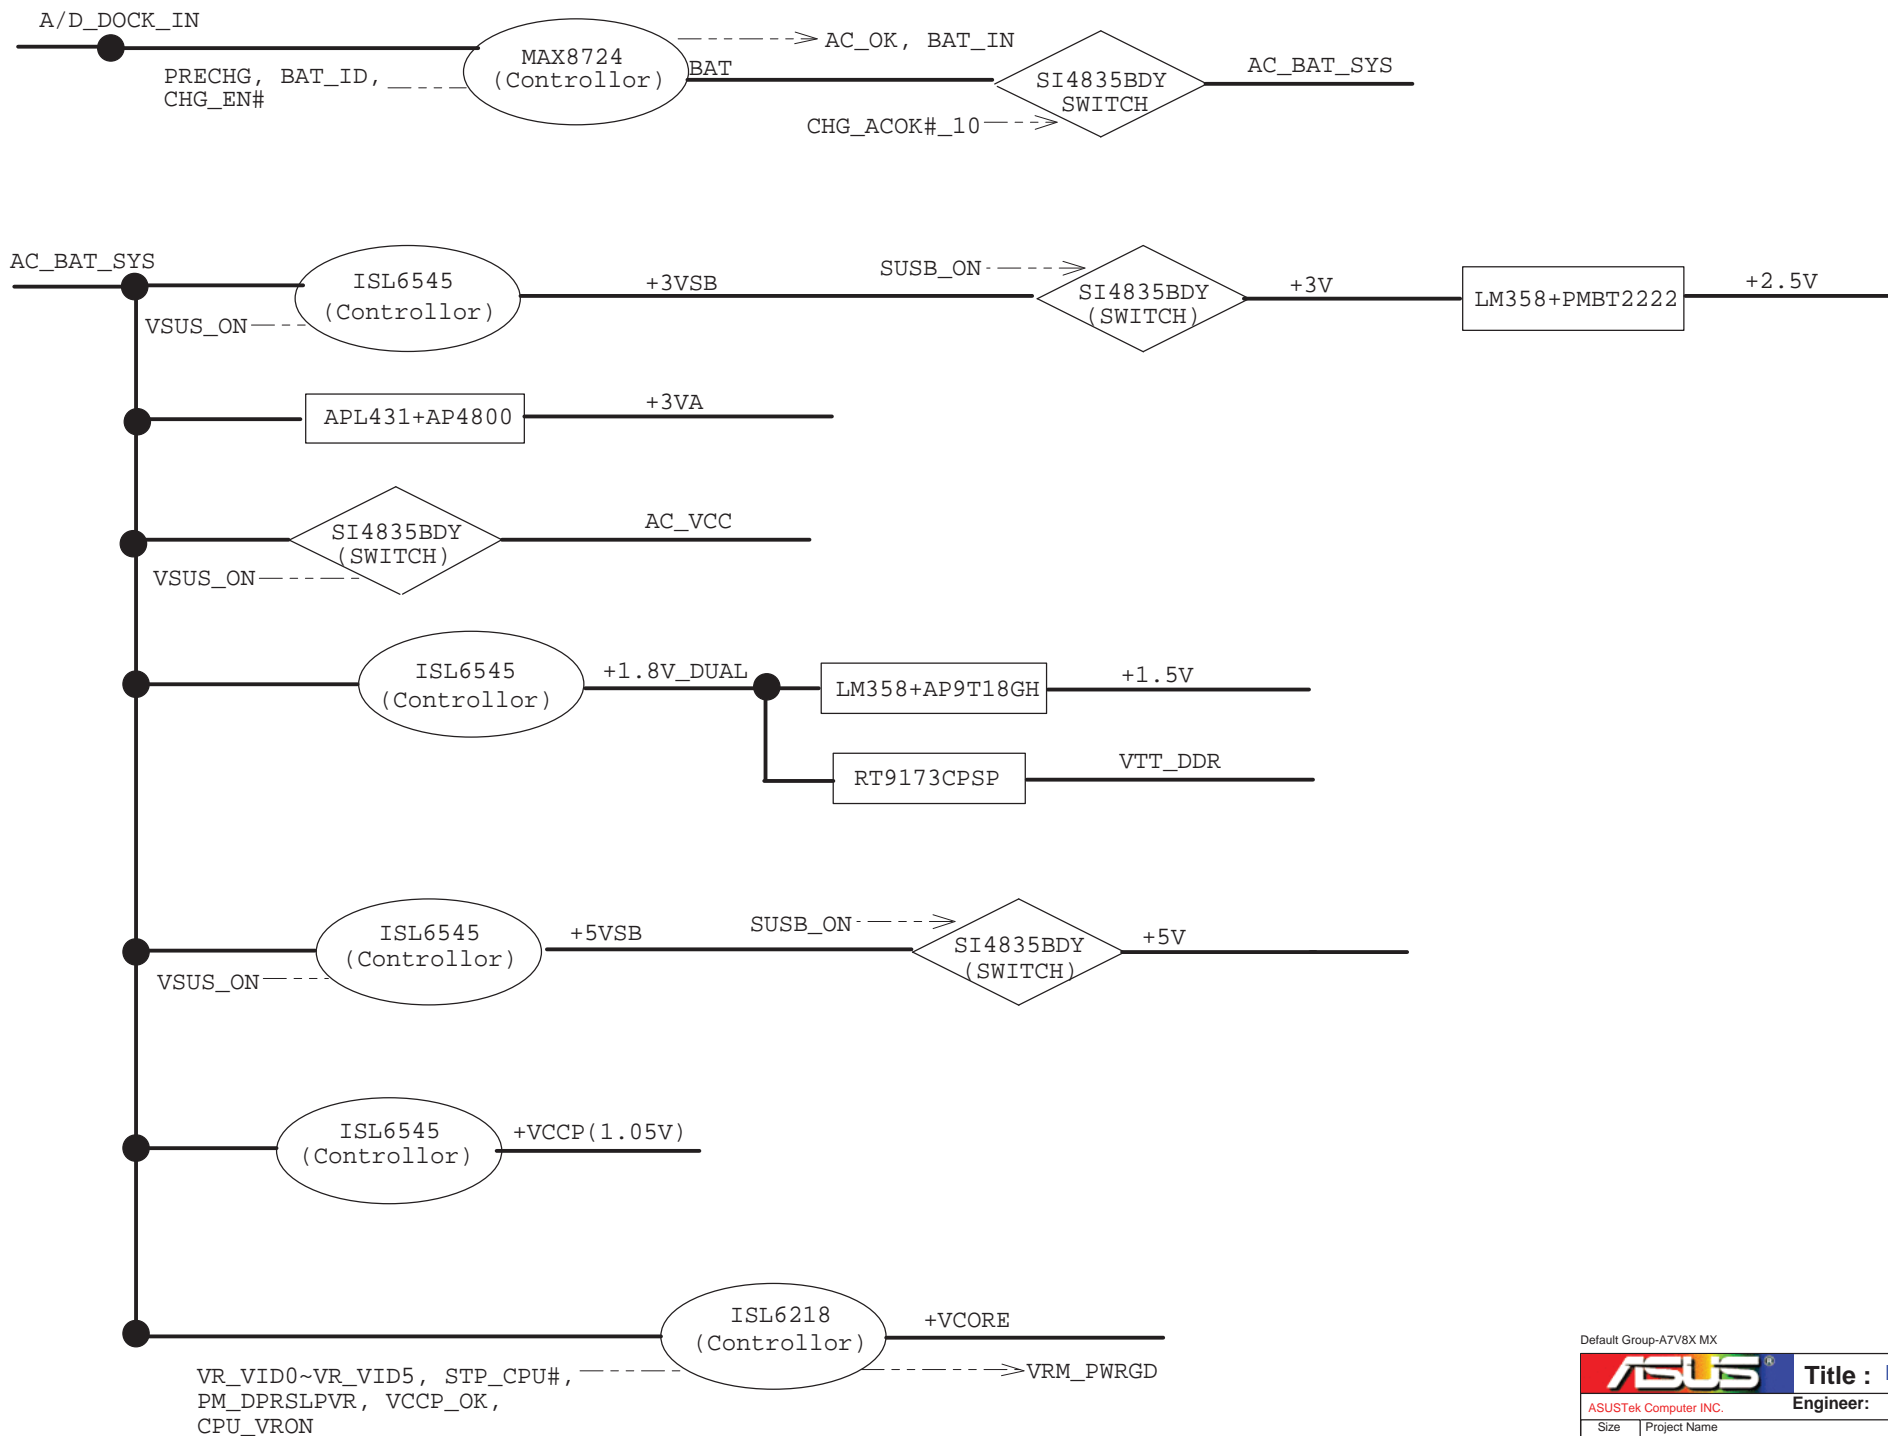 A/D_DOCK_IN
MAX8724
(Controllor)
AC_OK, BAT_IN
PRECHG, BAT_ID,
CHG_EN#
BAT
SI4835BDY
SWITCH
AC_BAT_SYS
CHG_ACOK#_10
AC_BAT_SYS
ISL6545
(Controllor)
VSUS_ON
+3VSB
SUSB_ON
SI4835BDY
(SWITCH)
+3V
LM358+PMBT2222
+2.5V
APL431+AP4800
+3VA
SI4835BDY
(SWITCH)
AC_VCC
VSUS_ON
ISL6545
(Controllor)
+1.8V_DUAL
LM358+AP9T18GH
+1.5V
RT9173CPSP
VTT_DDR
ISL6545
(Controllor)
VSUS_ON
+5VSB
SUSB_ON
SI4835BDY
(SWITCH)
+5V
ISL6545
(Controllor)
+VCCP(1.05V)
ISL6218
(Controllor)
+VCORE
VR_VID0~VR_VID5, STP_CPU#,
PM_DPRSLPVR, VCCP_OK,
CPU_VRON
VRM_PWRGD
Default Group-A7V8X MX
ASUS®
Title :
ASUSTek Computer INC.
Engineer:
Size
Project Name